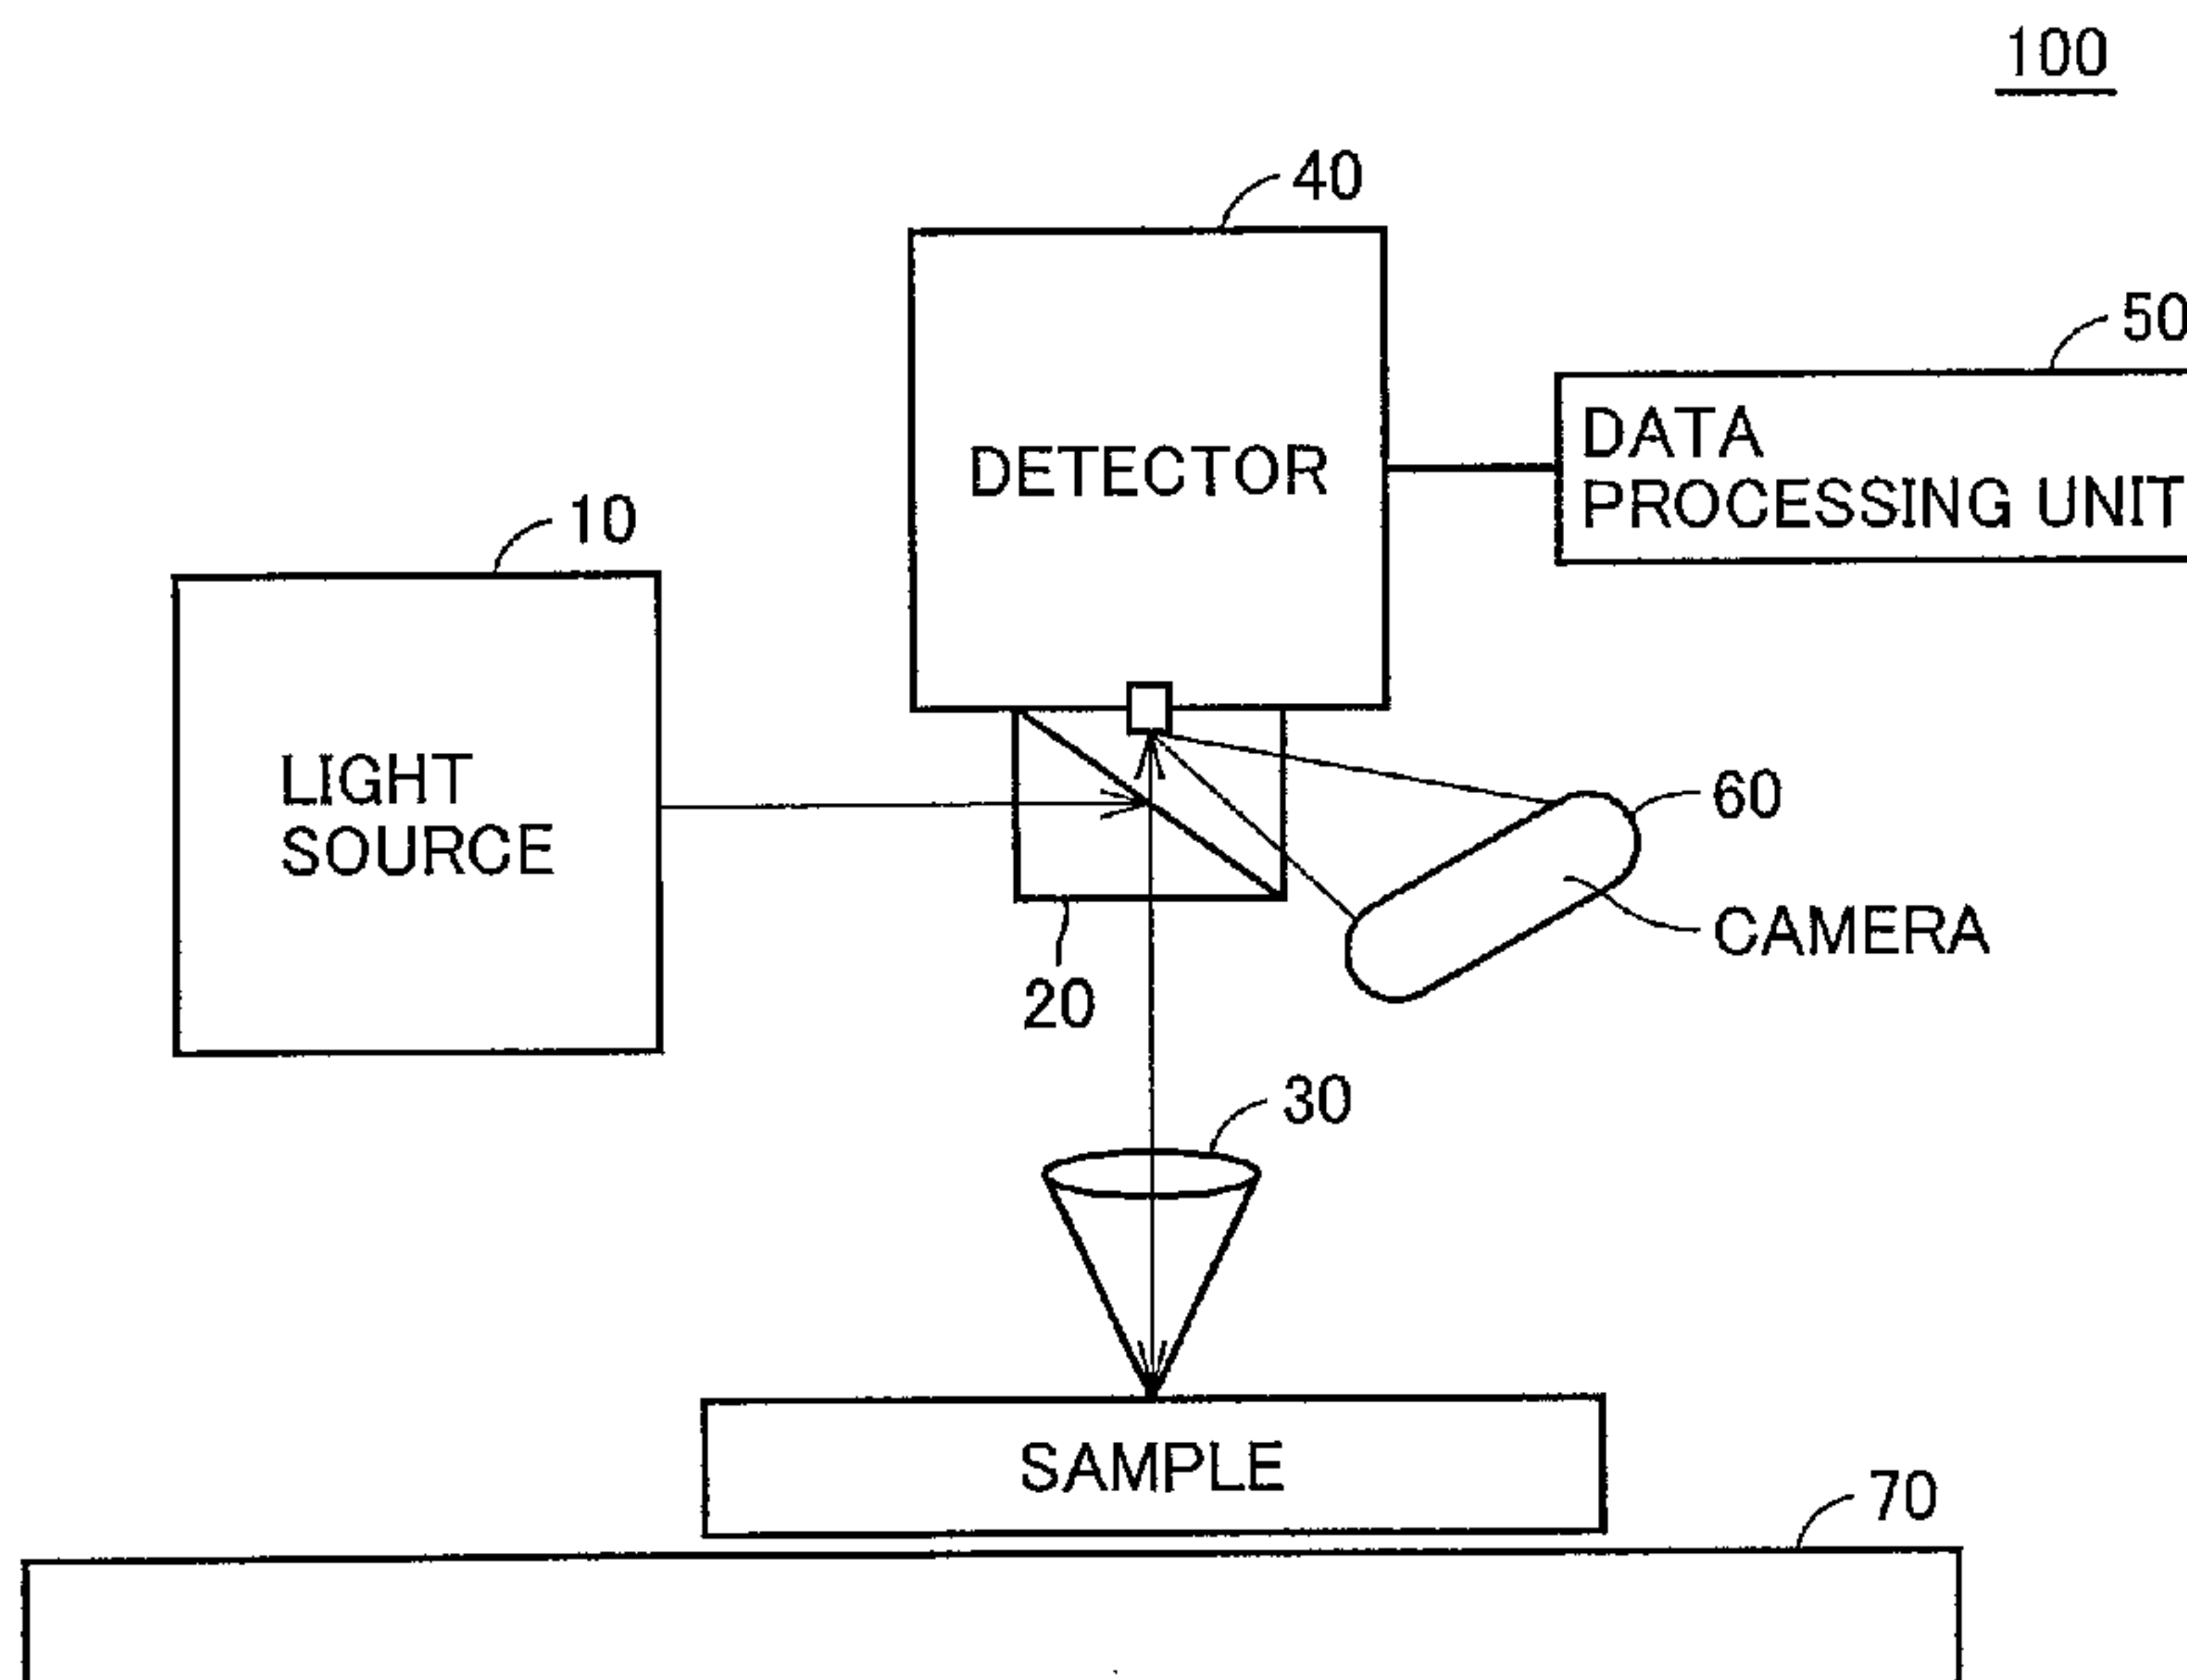 100
40
50
DATA
PROCESSING UNIT
DETECTOR
10
LIGHT
SOURCE
60
CAMERA
20
30
SAMPLE
70